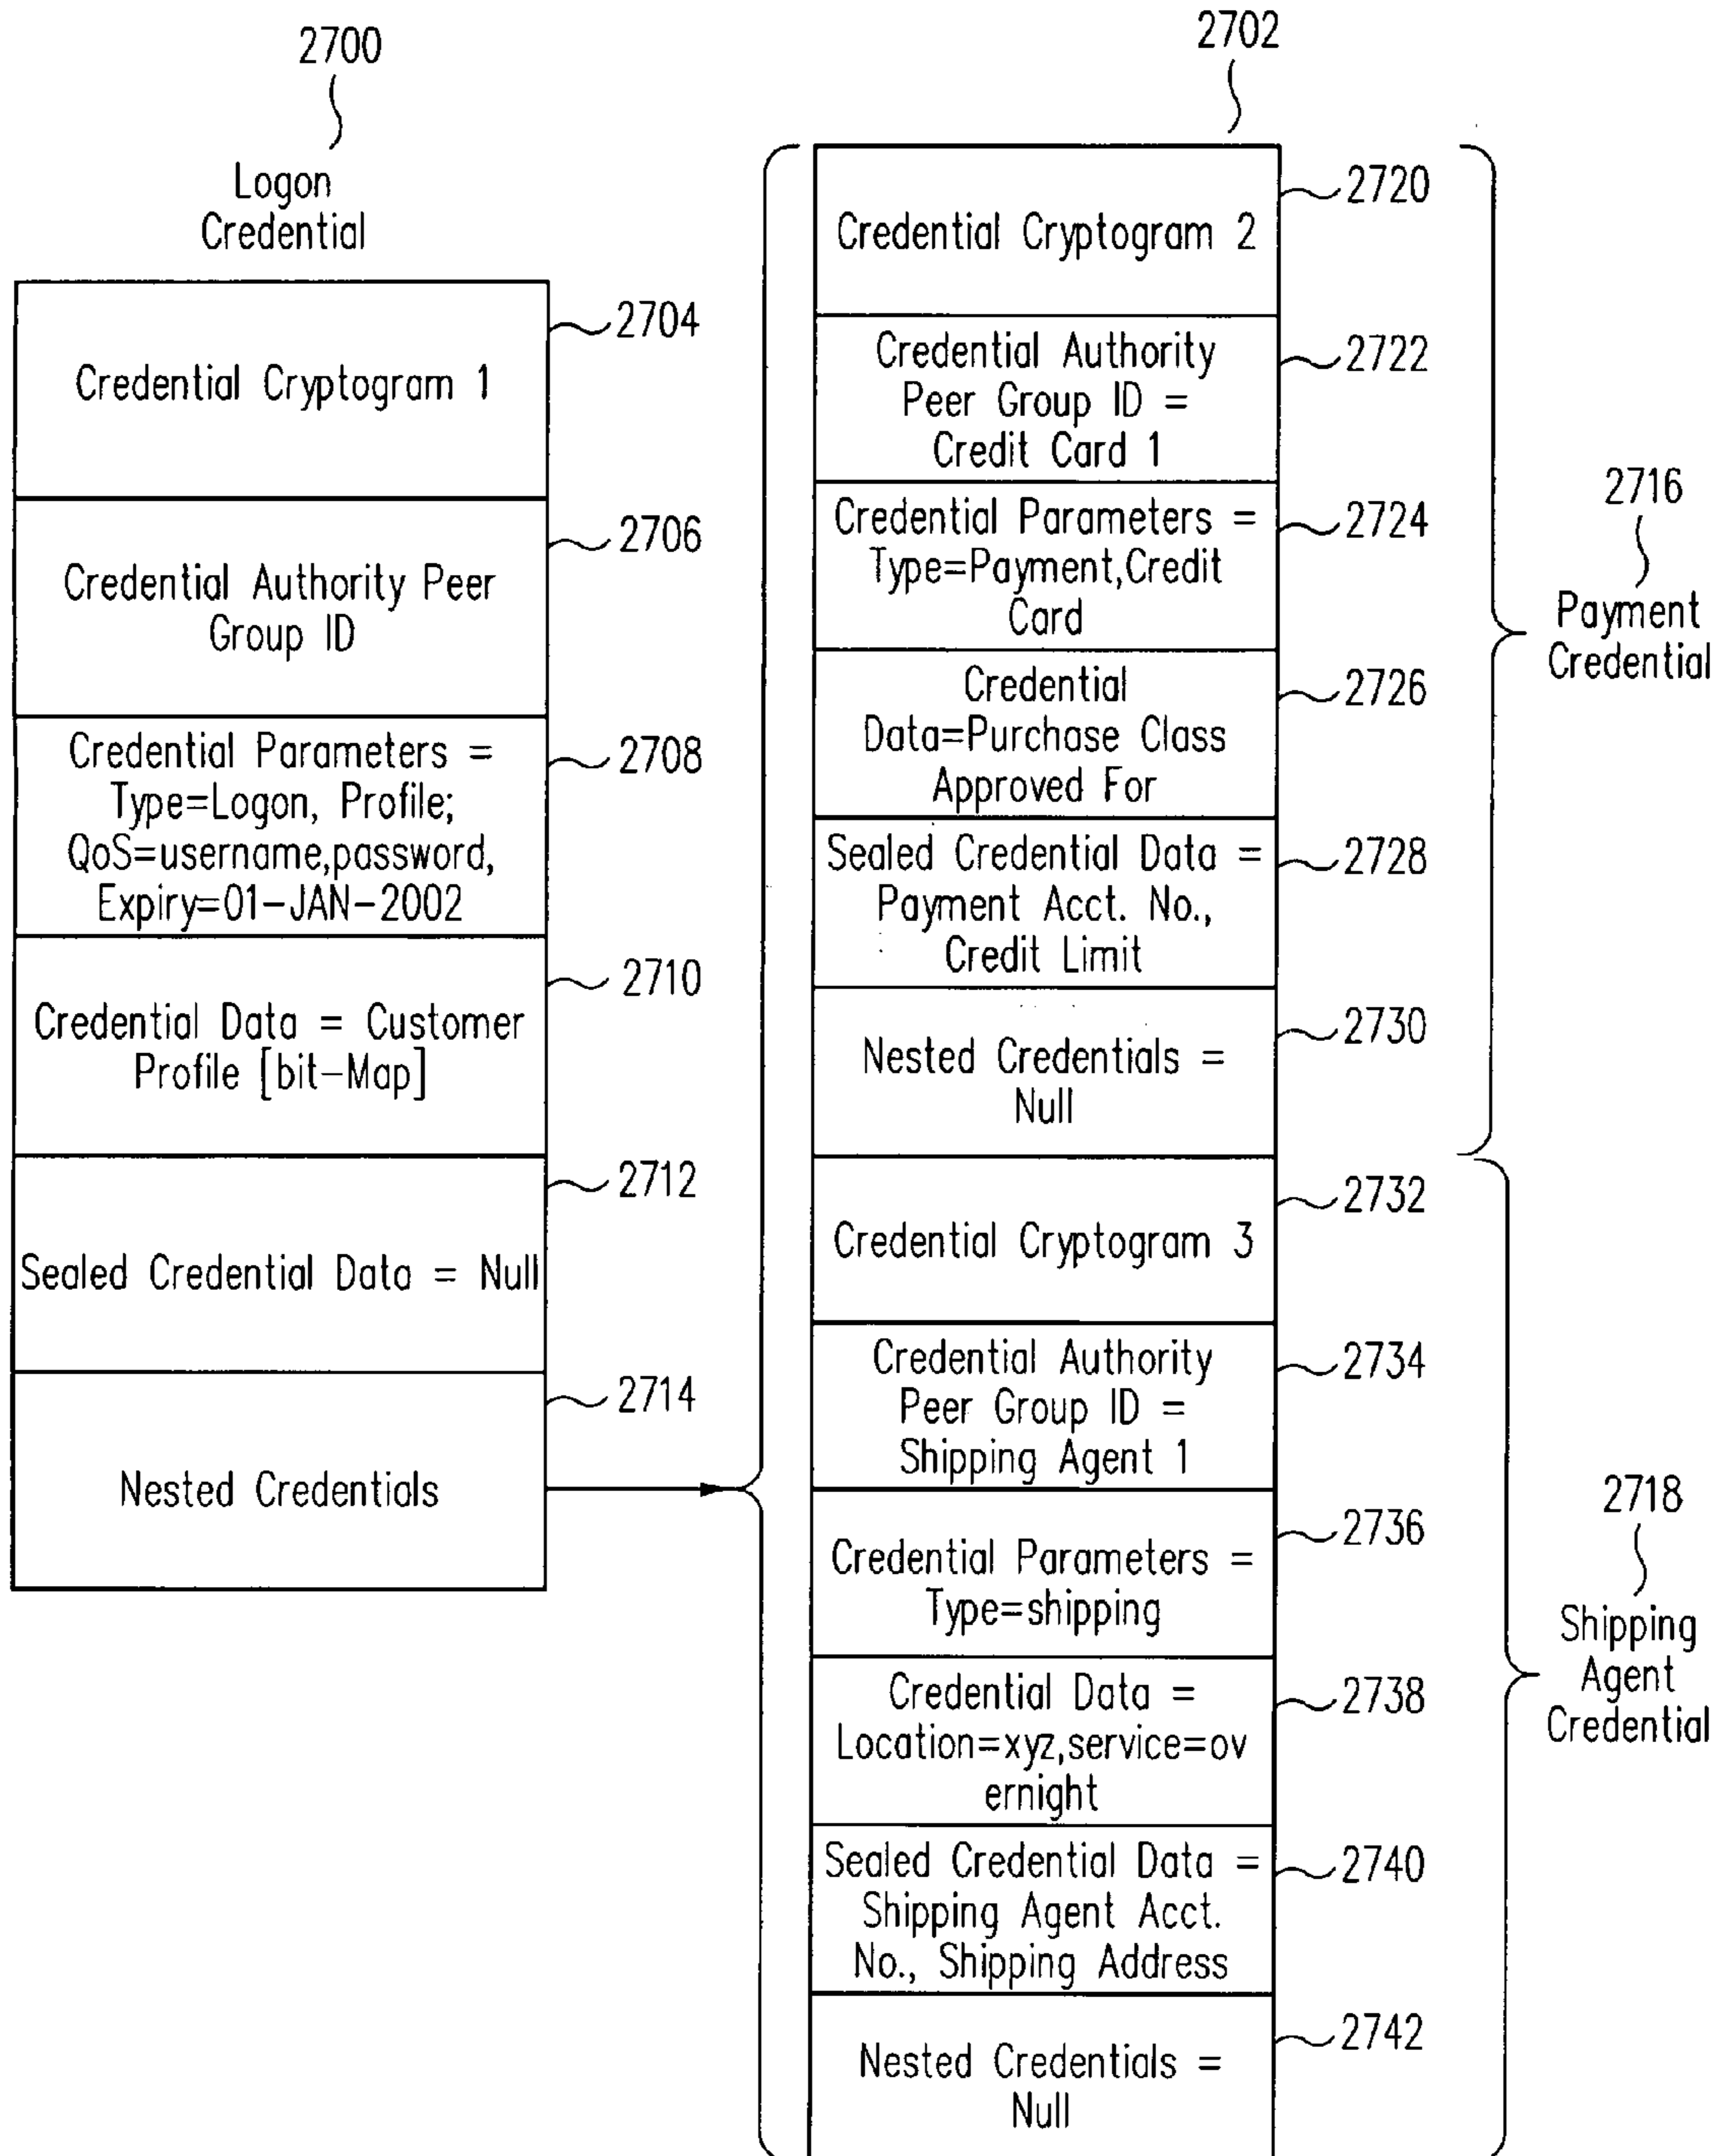 2700
Logon
Credential
Credential Cryptogram 1
2704
Credential Authority Peer
Group ID
2706
Credential Parameters =
Type=Logon, Profile;
QoS=username,password,
Expiry=01-JAN-2002
2708
Credential Data = Customer
Profile [bit-Map]
2710
Sealed Credential Data = Null
2712
Nested Credentials
2714
2702
Credential Cryptogram 2
2720
Credential Authority
Peer Group ID =
Credit Card 1
2722
Credential Parameters =
Type=Payment,Credit
Card
2724
Credential
Data=Purchase Class
Approved For
2726
Sealed Credential Data =
Payment Acct. No.,
Credit Limit
2728
Nested Credentials =
Null
2730
2716
Payment
Credential
Credential Cryptogram 3
2732
Credential Authority
Peer Group ID =
Shipping Agent 1
2734
Credential Parameters =
Type=shipping
2736
Credential Data =
Location=xyz,service=ov
ernight
2738
Sealed Credential Data =
Shipping Agent Acct.
No., Shipping Address
2740
Nested Credentials =
Null
2742
2718
Shipping
Agent
Credential